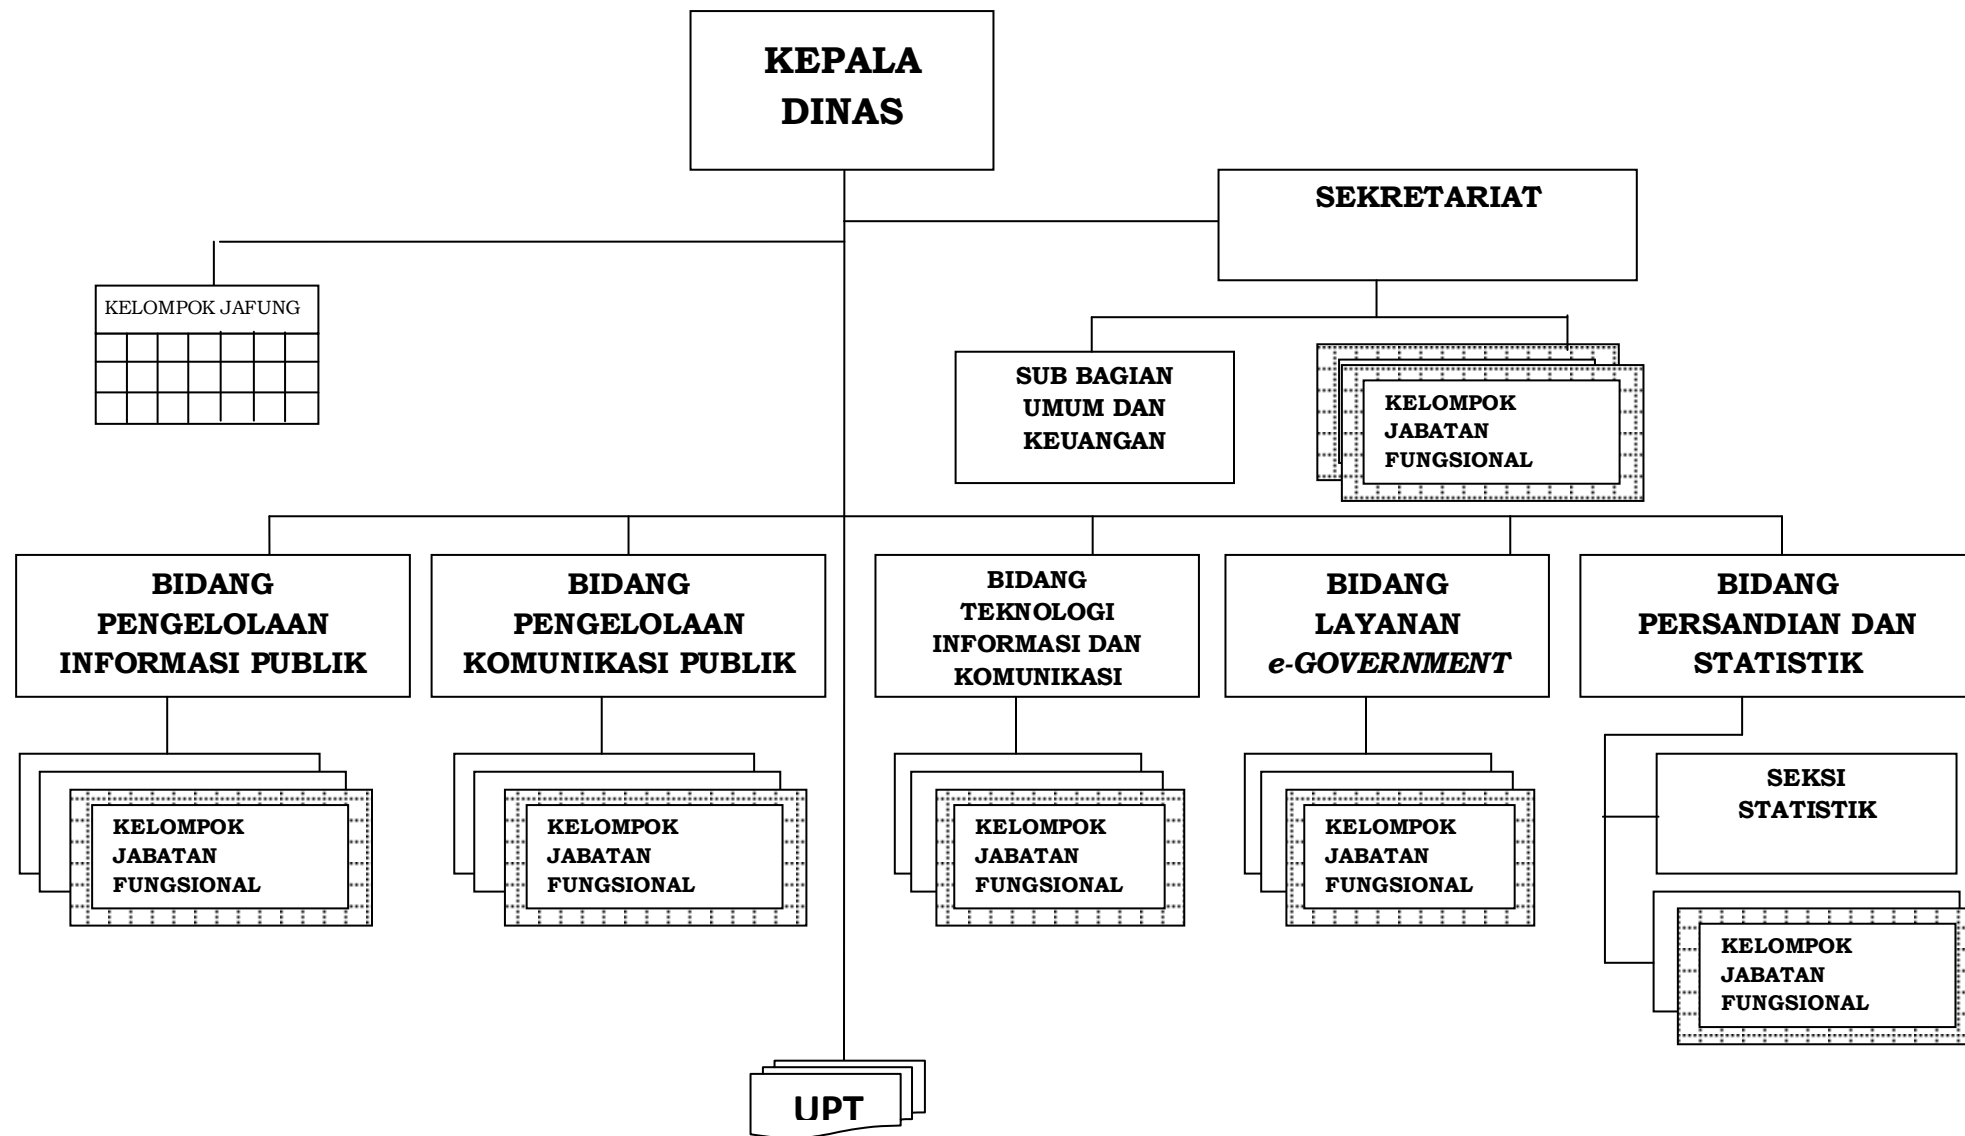 KEPALA
DINAS
SEKRETARIAT
KELOMPOK JAFUNG
SUB BAGIAN
UMUM DAN
KEUANGAN
KELOMPOK
JABATAN
FUNGSIONAL
BIDANG
PENGELOLAAN
INFORMASI PUBLIK
BIDANG
PENGELOLAAN
KOMUNIKASI PUBLIK
BIDANG
TEKNOLOGI
INFORMASI DAN
KOMUNIKASI
BIDANG
LAYANAN
e-GOVERNMENT
BIDANG
PERSANDIAN DAN
STATISTIK
KELOMPOK
JABATAN
FUNGSIONAL
KELOMPOK
JABATAN
FUNGSIONAL
KELOMPOK
JABATAN
FUNGSIONAL
KELOMPOK
JABATAN
FUNGSIONAL
SEKSI
STATISTIK
KELOMPOK
JABATAN
FUNGSIONAL
UPT